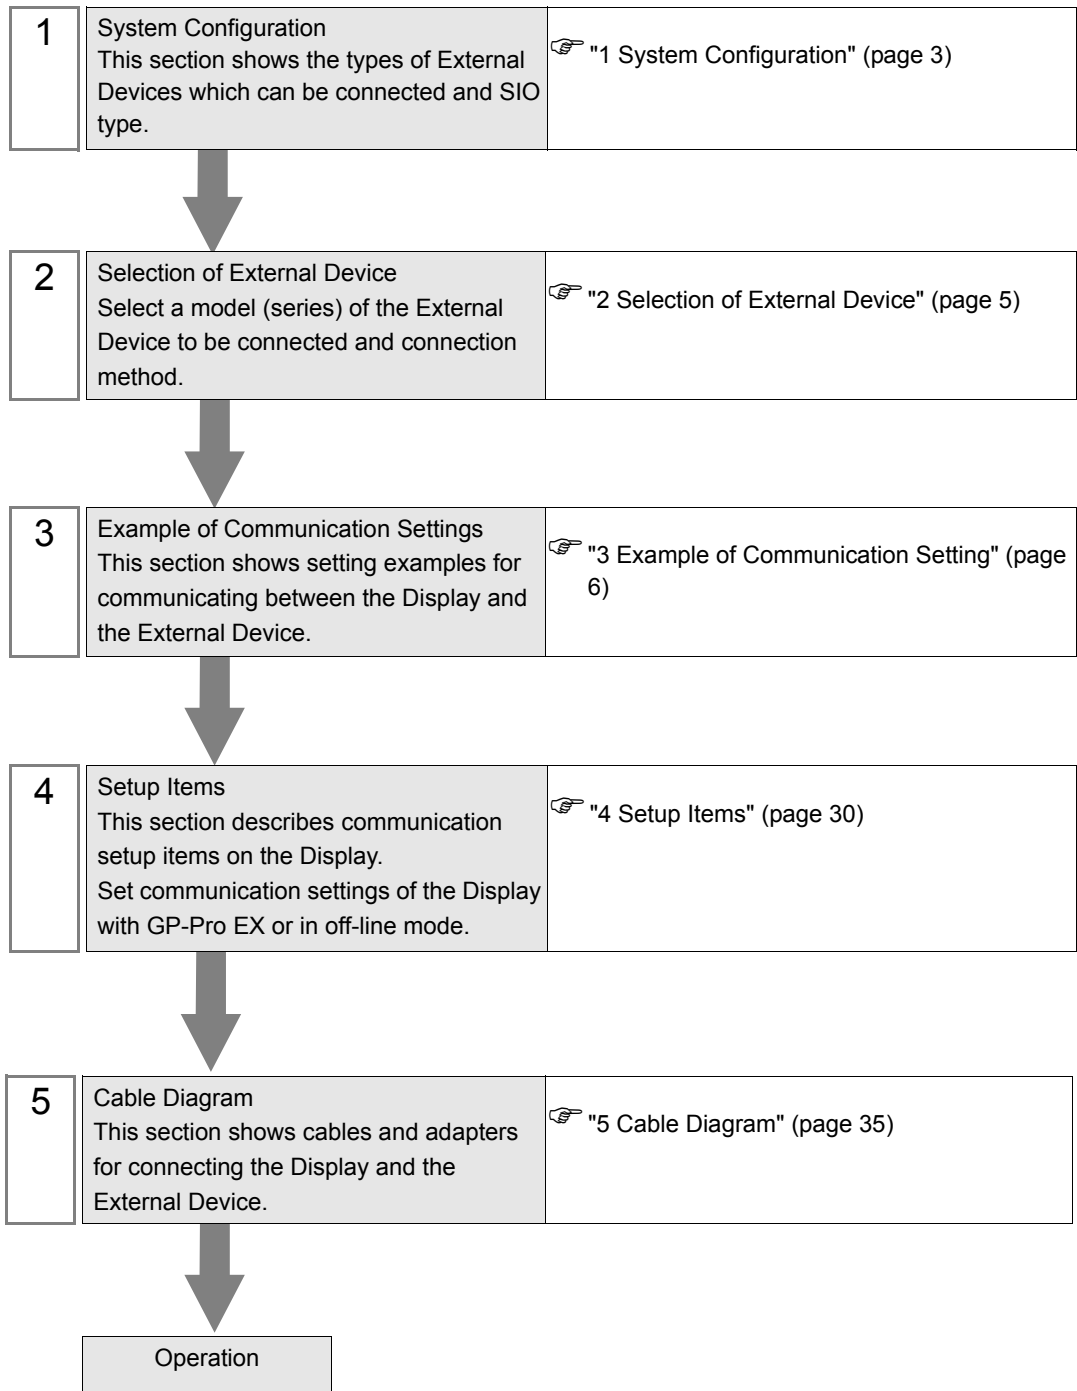 1
System Configuration
This section shows the types of External
Devices which can be connected and SIO
type.
"1 System Configuration" (page 3)
2
Selection of External Device
Select a model (series) of the External
Device to be connected and connection
method.
"2 Selection of External Device" (page 5)
3
Example of Communication Settings
This section shows setting examples for
communicating between the Display and
the External Device.
"3 Example of Communication Setting" (page
6)
4
Setup Items
This section describes communication
setup items on the Display.
Set communication settings of the Display
with GP-Pro EX or in off-line mode.
"4 Setup Items" (page 30)
5
Cable Diagram
This section shows cables and adapters
for connecting the Display and the
External Device.
"5 Cable Diagram" (page 35)
Operation